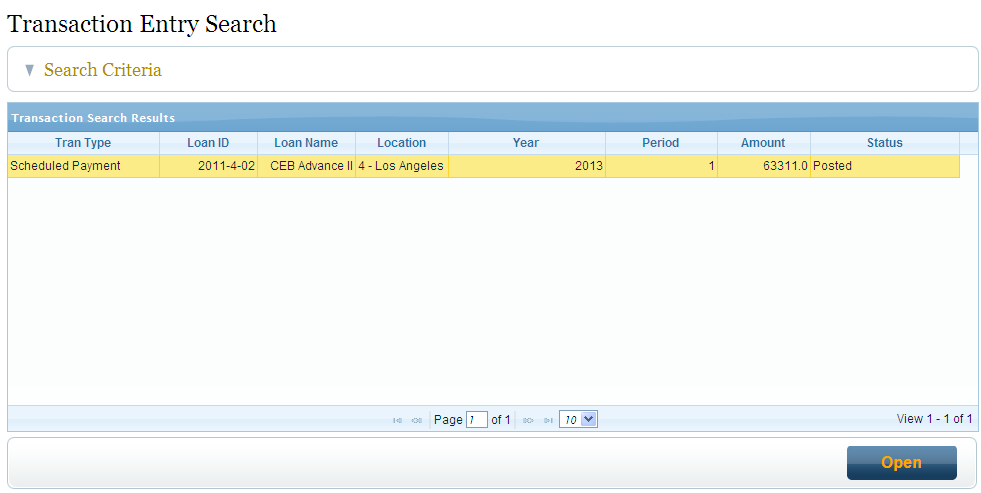 Transaction Entry Search
Search Criteria
Transaction Search Results
Tran Type Loan ID Loan Name Location Year Period Amount Status
Scheduled Payment 2011-4-02 CEB Advance II 4 - Los Angeles 2013 1 63311.0 Posted
Page 1 of 1 10 View 1 - 1 of 1
Open